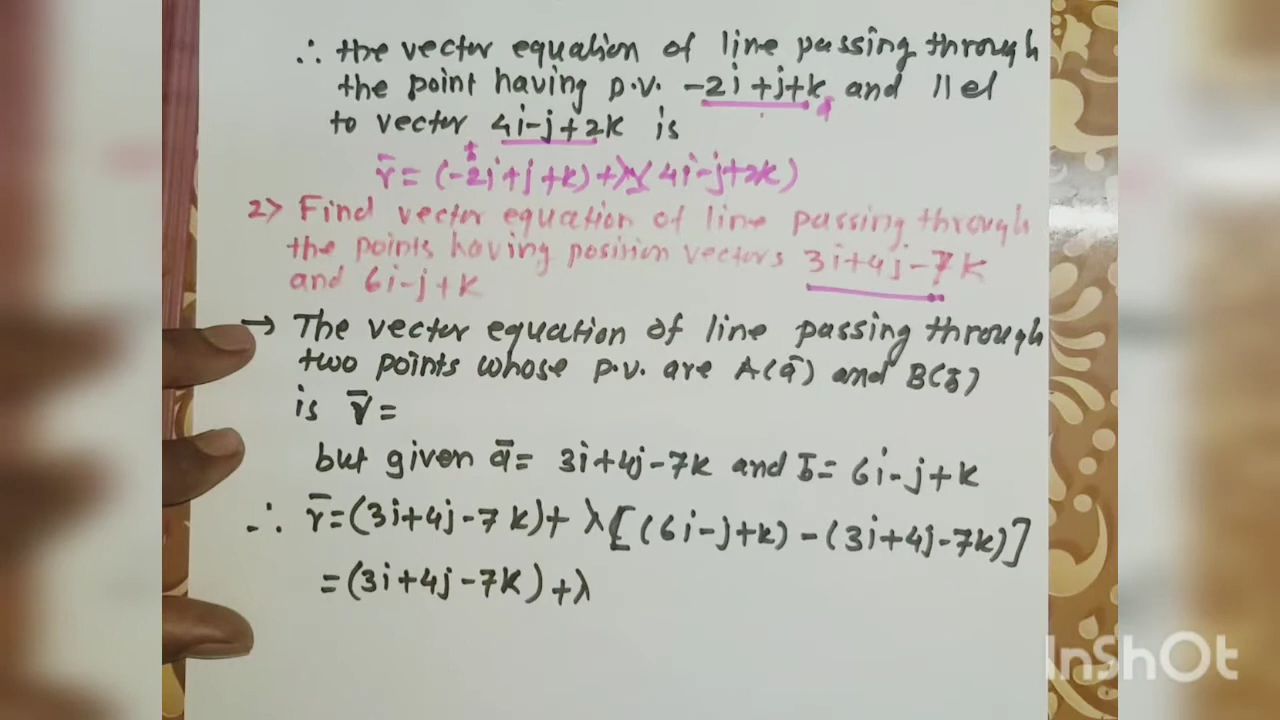 ∴ the vector equation of line passing through
the point having p.v. -2i+j+k and llel
to vector 4i-j+2k is
r̄ = (-2i+j+k)+λ(4i-j+2k)
2> Find vector equation of line passing through
the points having position vectors 3i+4j-7k
and 6i-j+k
→ The vector equation of line passing through
two points whose p.v. are A(ā) and B(b̄)
is r̄ =
but given ā = 3i+4j-7k and b̄ = 6i-j+k
∴ r̄ = (3i+4j-7k)+ λ[(6i-j+k) - (3i+4j-7k)]
= (3i+4j-7k) +λ
InShOt